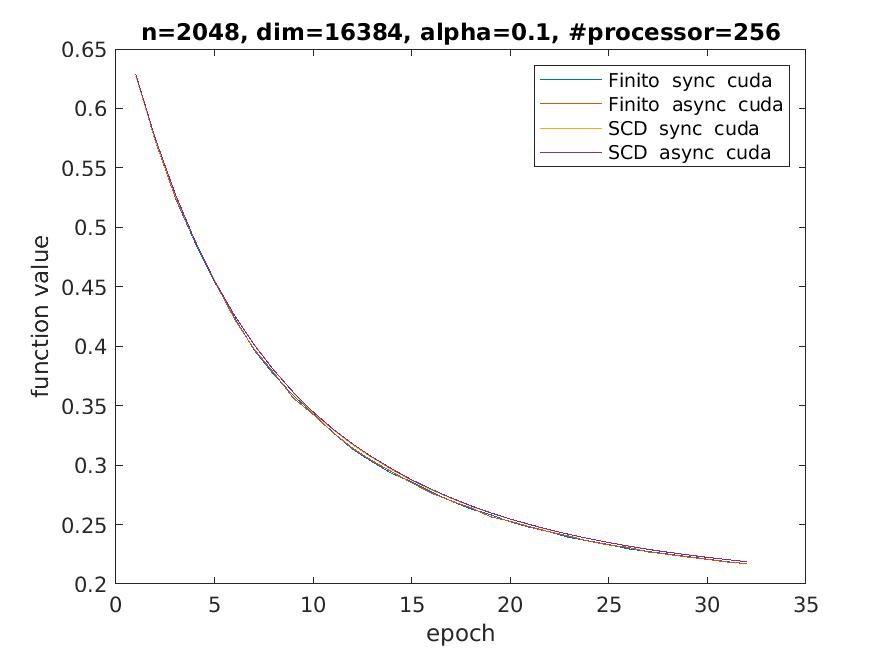 n=2048, dim=16384, alpha=0.1, #processor=256
0.65
0.6
0.55
0.5
0.45
0.4
0.35
0.3
0.25
0.2
function value
Finito sync cuda
Finito async cuda
SCD sync cuda
SCD async cuda
0 5 10 15 20 25 30 35
epoch